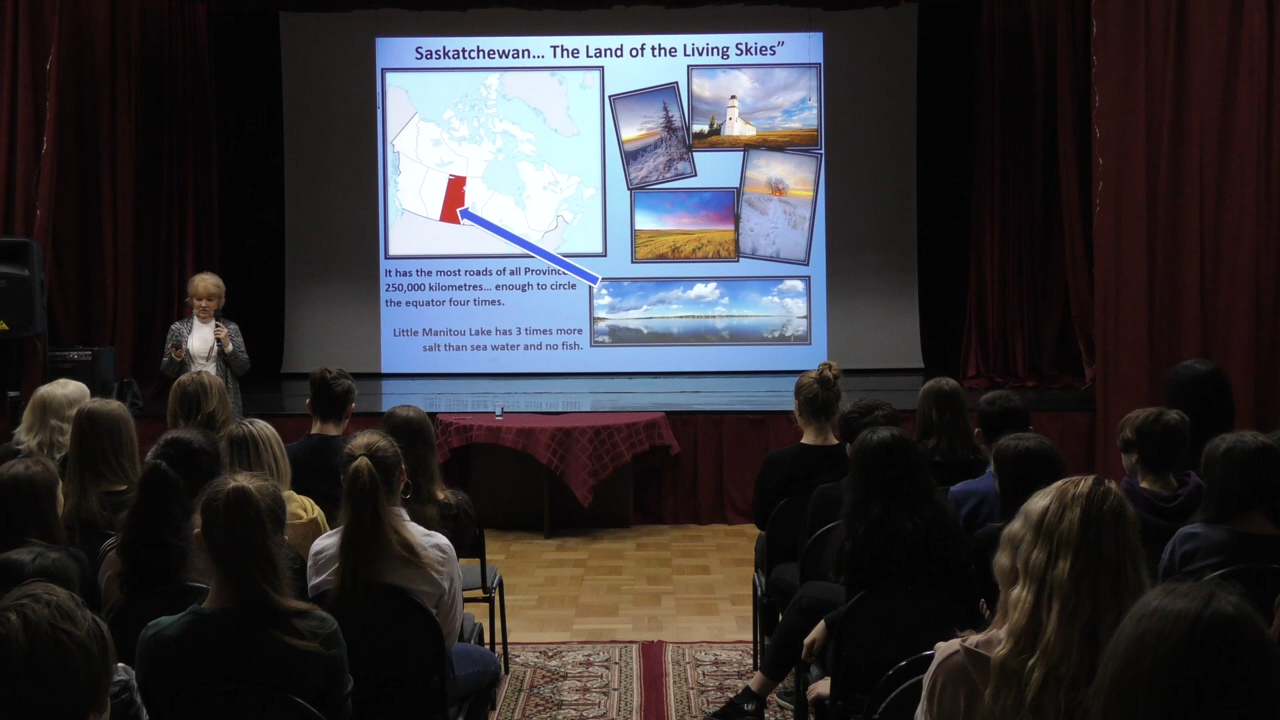 Saskatchewan... The Land of the Living Skies”
It has the most roads of all
250,000 kilometres... enough to circle
the equator four times.
Little Manitou Lake has 3 times more
salt than sea water and no fish.